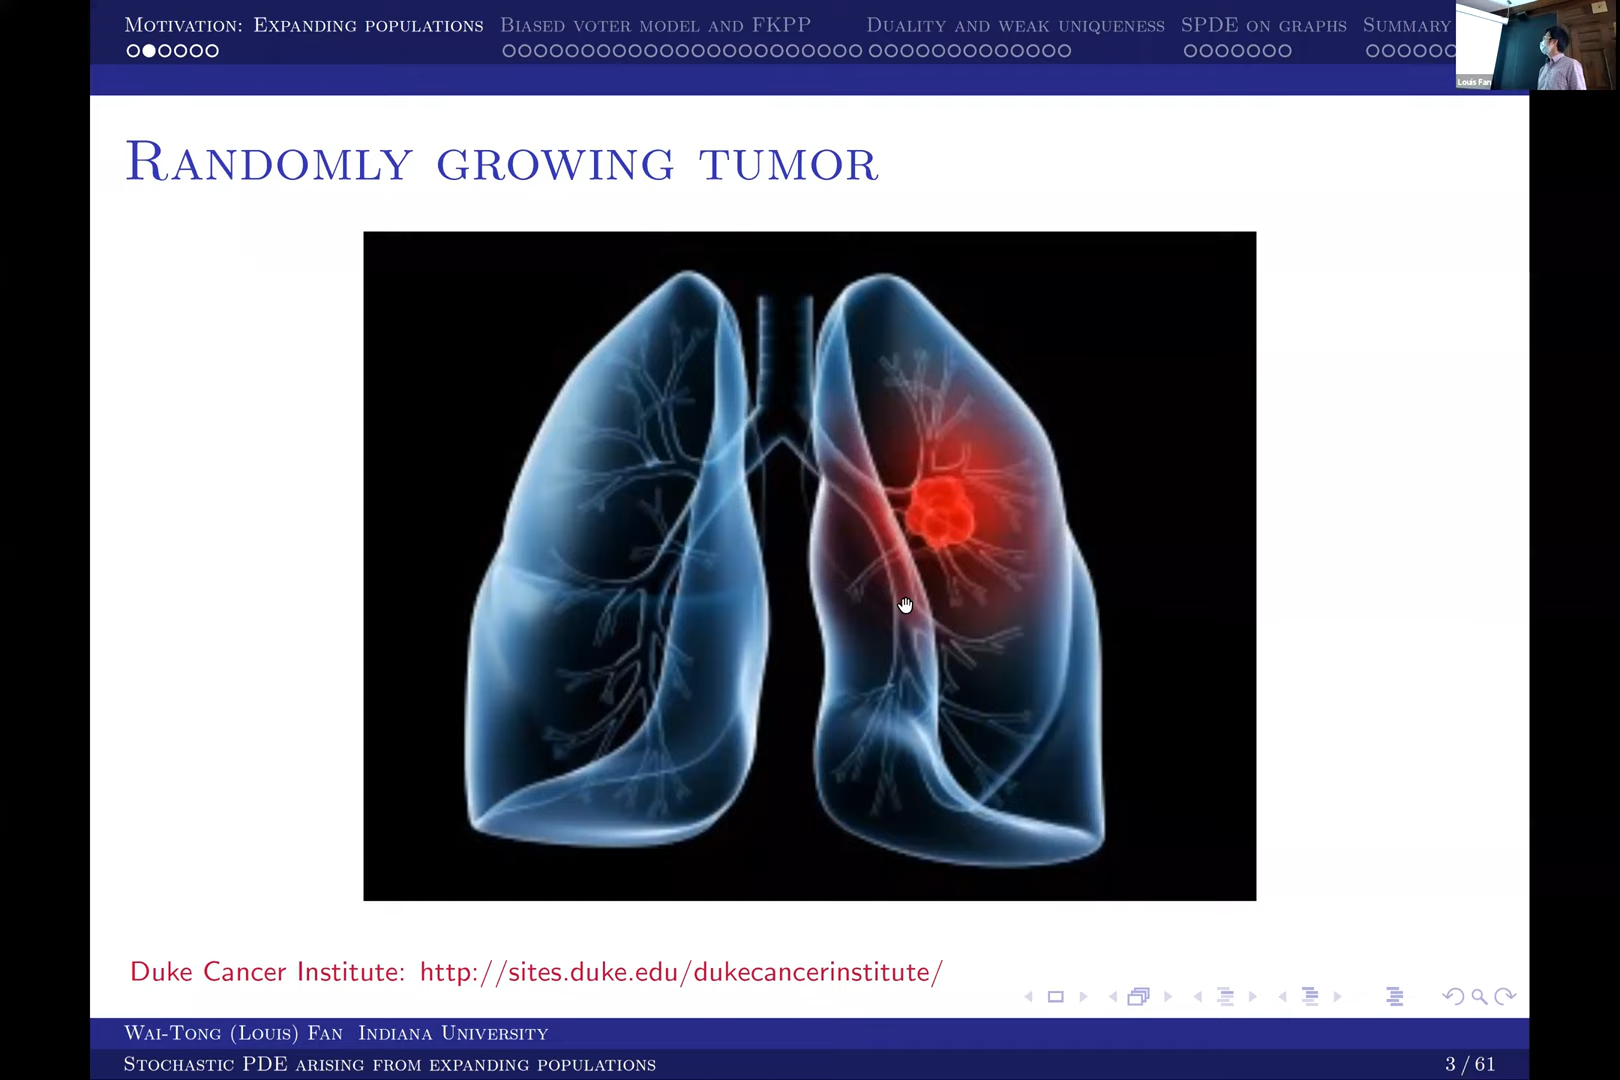 Motivation: Expanding populations Biased voter model and FKPP Duality and weak uniqueness SPDE on graphs Summary
Louis Fan
Randomly growing tumor
Duke Cancer Institute: http://sites.duke.edu/dukecancerinstitute/
Wai-Tong (Louis) Fan Indiana University
Stochastic PDE arising from expanding populations 3 / 61